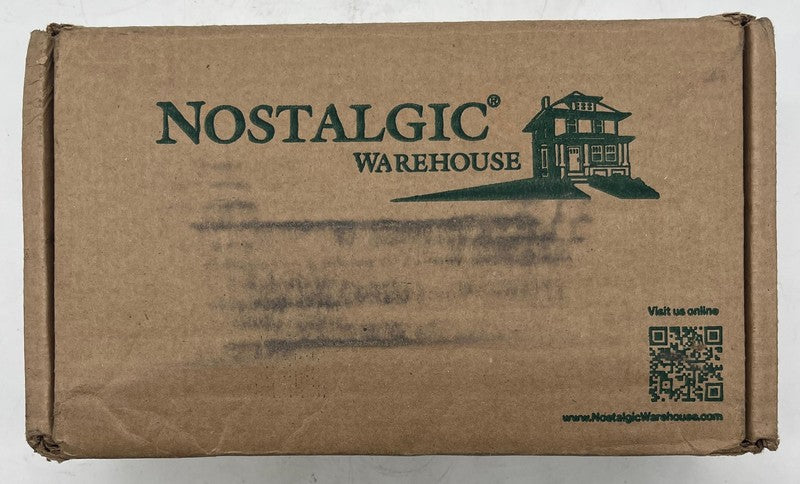 NOSTALGIC®
WAREHOUSE
Visit us online
www.NostalgicWarehouse.com